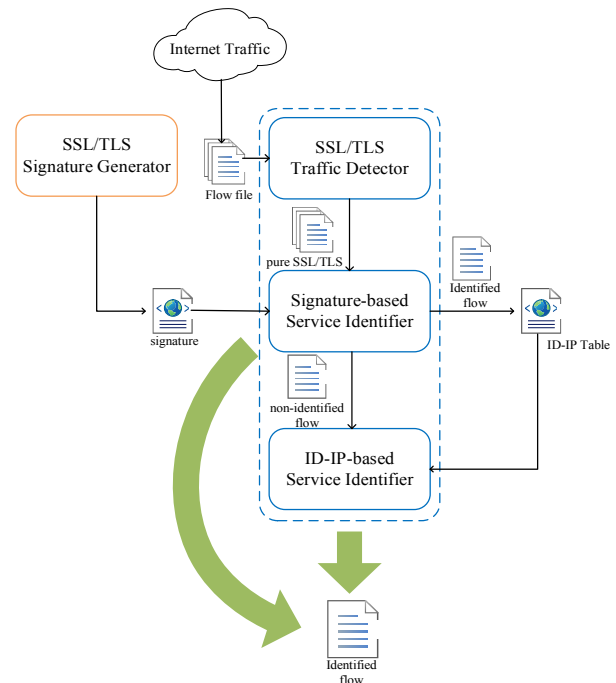 Internet Traffic
SSL/TLS
Signature Generator
SSL/TLS
Traffic Detector
Flow file
pure SSL/TLS
Identified
flow
Signature-based
Service Identifier
signature
ID-IP Table
non-identified
flow
ID-IP-based
Service Identifier
Identified
flow